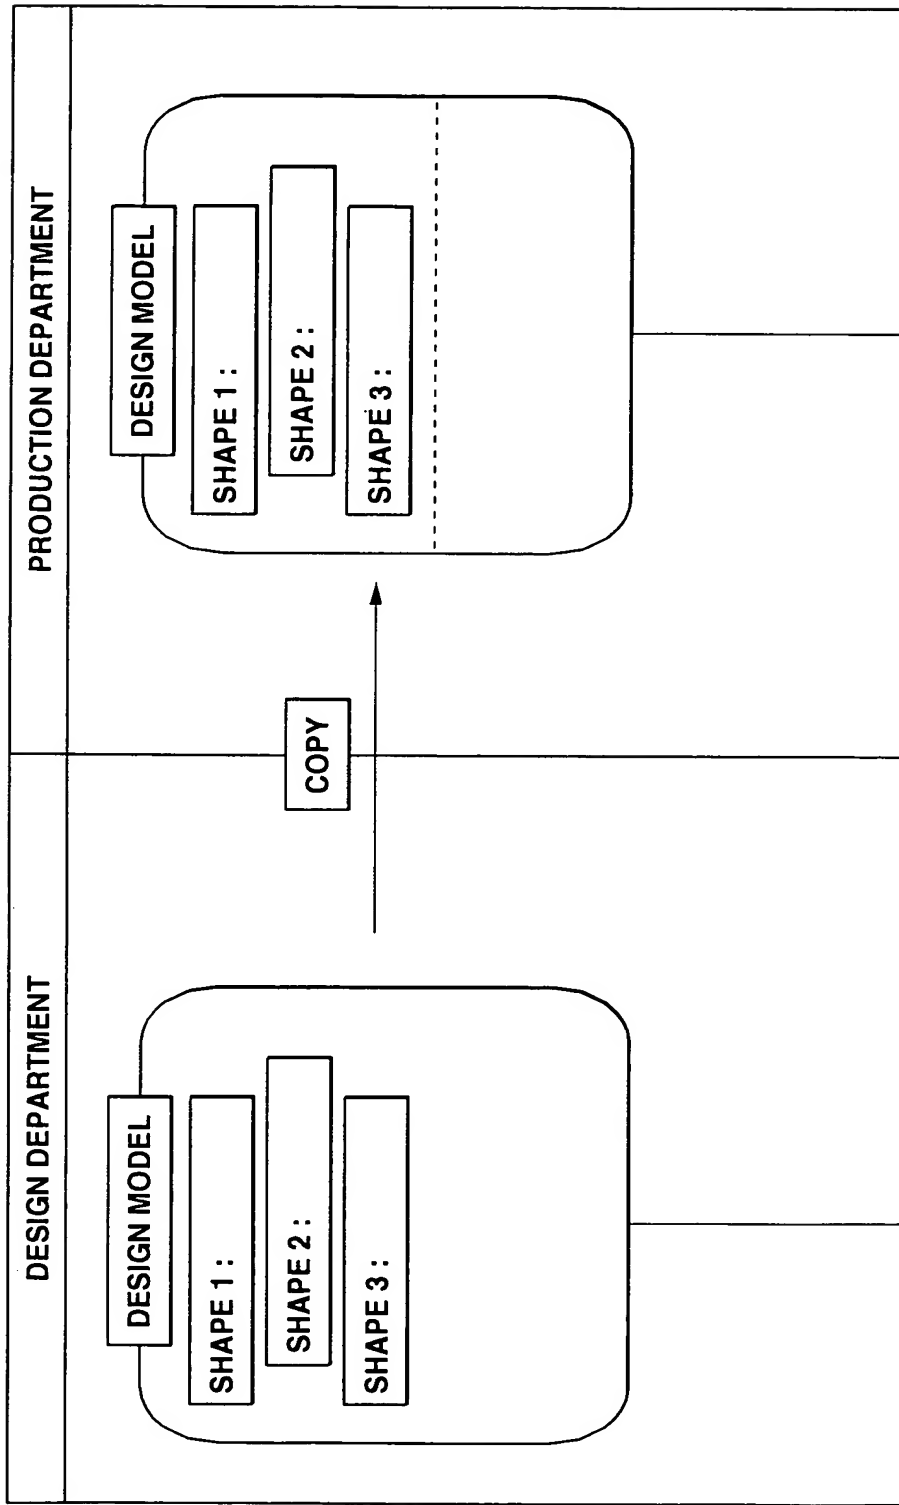 DESIGN DEPARTMENT
PRODUCTION DEPARTMENT
DESIGN MODEL
SHAPE 1 :
SHAPE 2 :
SHAPE 3 :
COPY
DESIGN MODEL
SHAPE 1 :
SHAPE 2 :
SHAPE 3 :